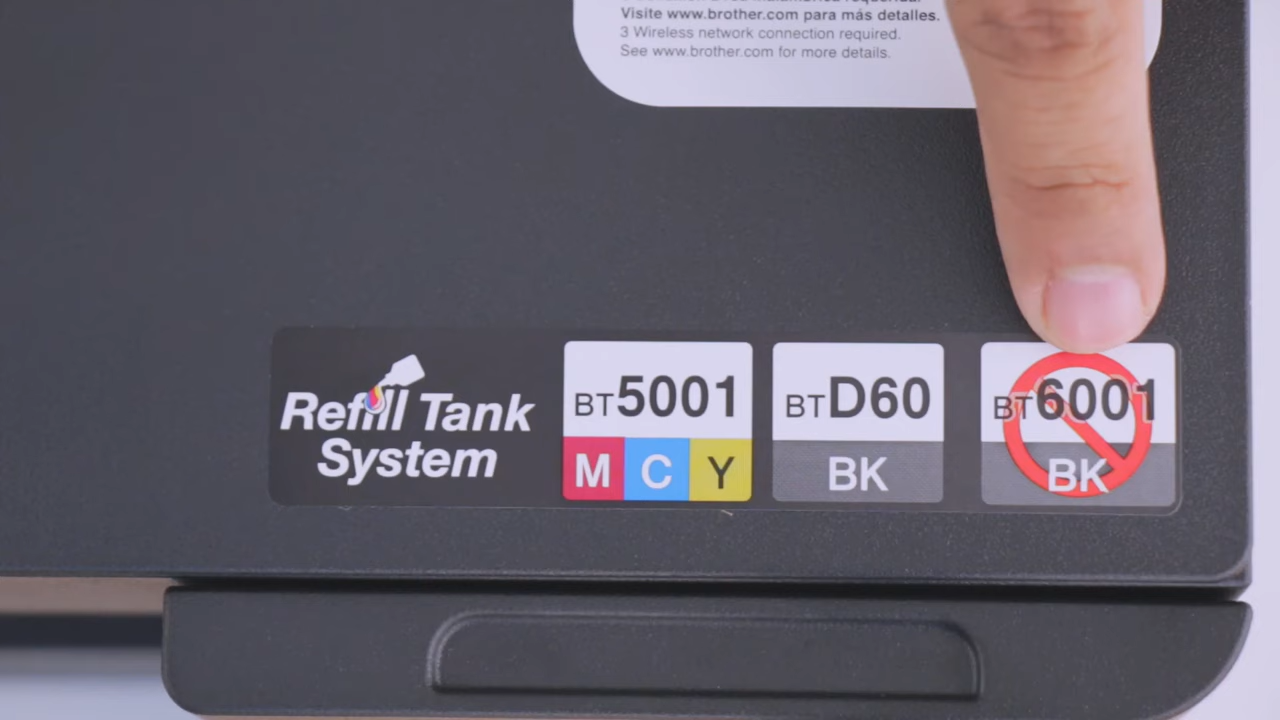 Visite www.brother.com para más detalles.
3 Wireless network connection required.
See www.brother.com for more details.
Refill Tank
System
BT5001
M C Y
BTD60
BK
BT6001
BK